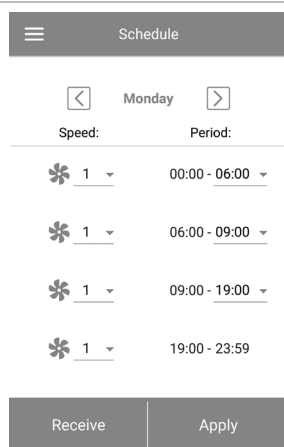 Schedule
Monday
Speed: Period:
1 00:00 - 06:00
1 06:00 - 09:00
1 09:00 - 19:00
1 19:00 - 23:59
Receive Apply